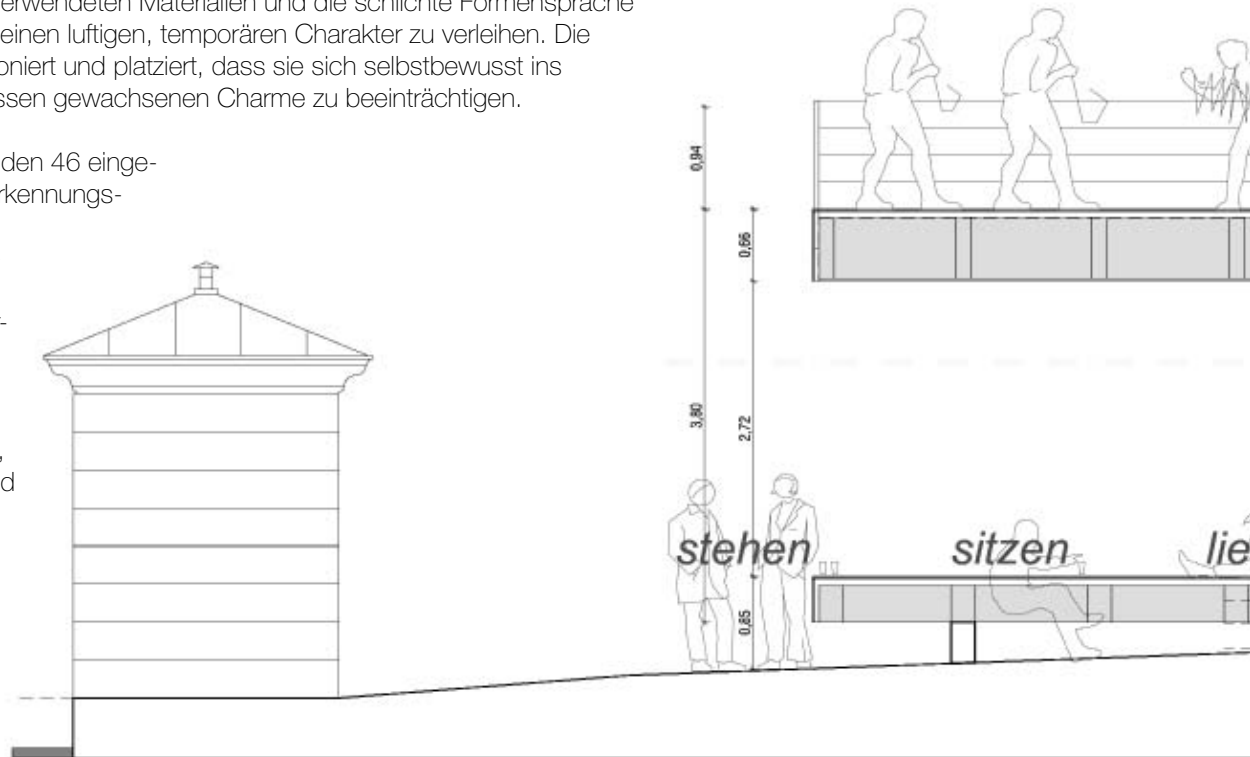 erwendeten Materialien und die schlichte Formensprache
einen luftigen, temporären Charakter zu verleihen. Die
oniert und platziert, dass sie sich selbstbewusst ins
ssen gewachsenen Charme zu beeinträchtigen.
den 46 einge-
rkennungs-
-
,
d
0,94
0,66
3,80
2,72
stehen sitzen lie
0,85